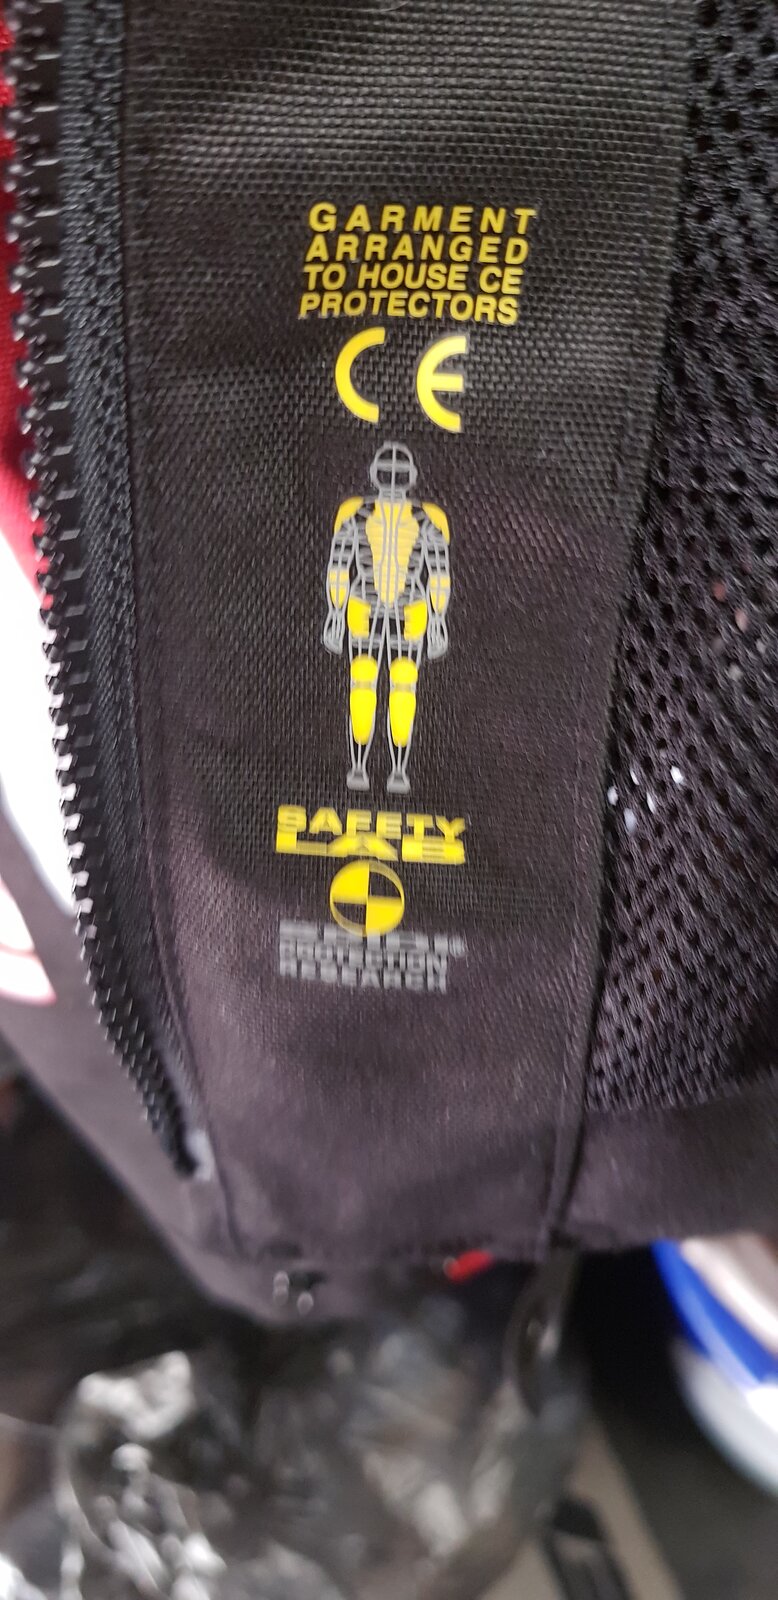 GARMENT
ARRANGED
TO HOUSE CE
PROTECTORS
CE
SAFETY
LAB
PROTECTION
RESEARCH